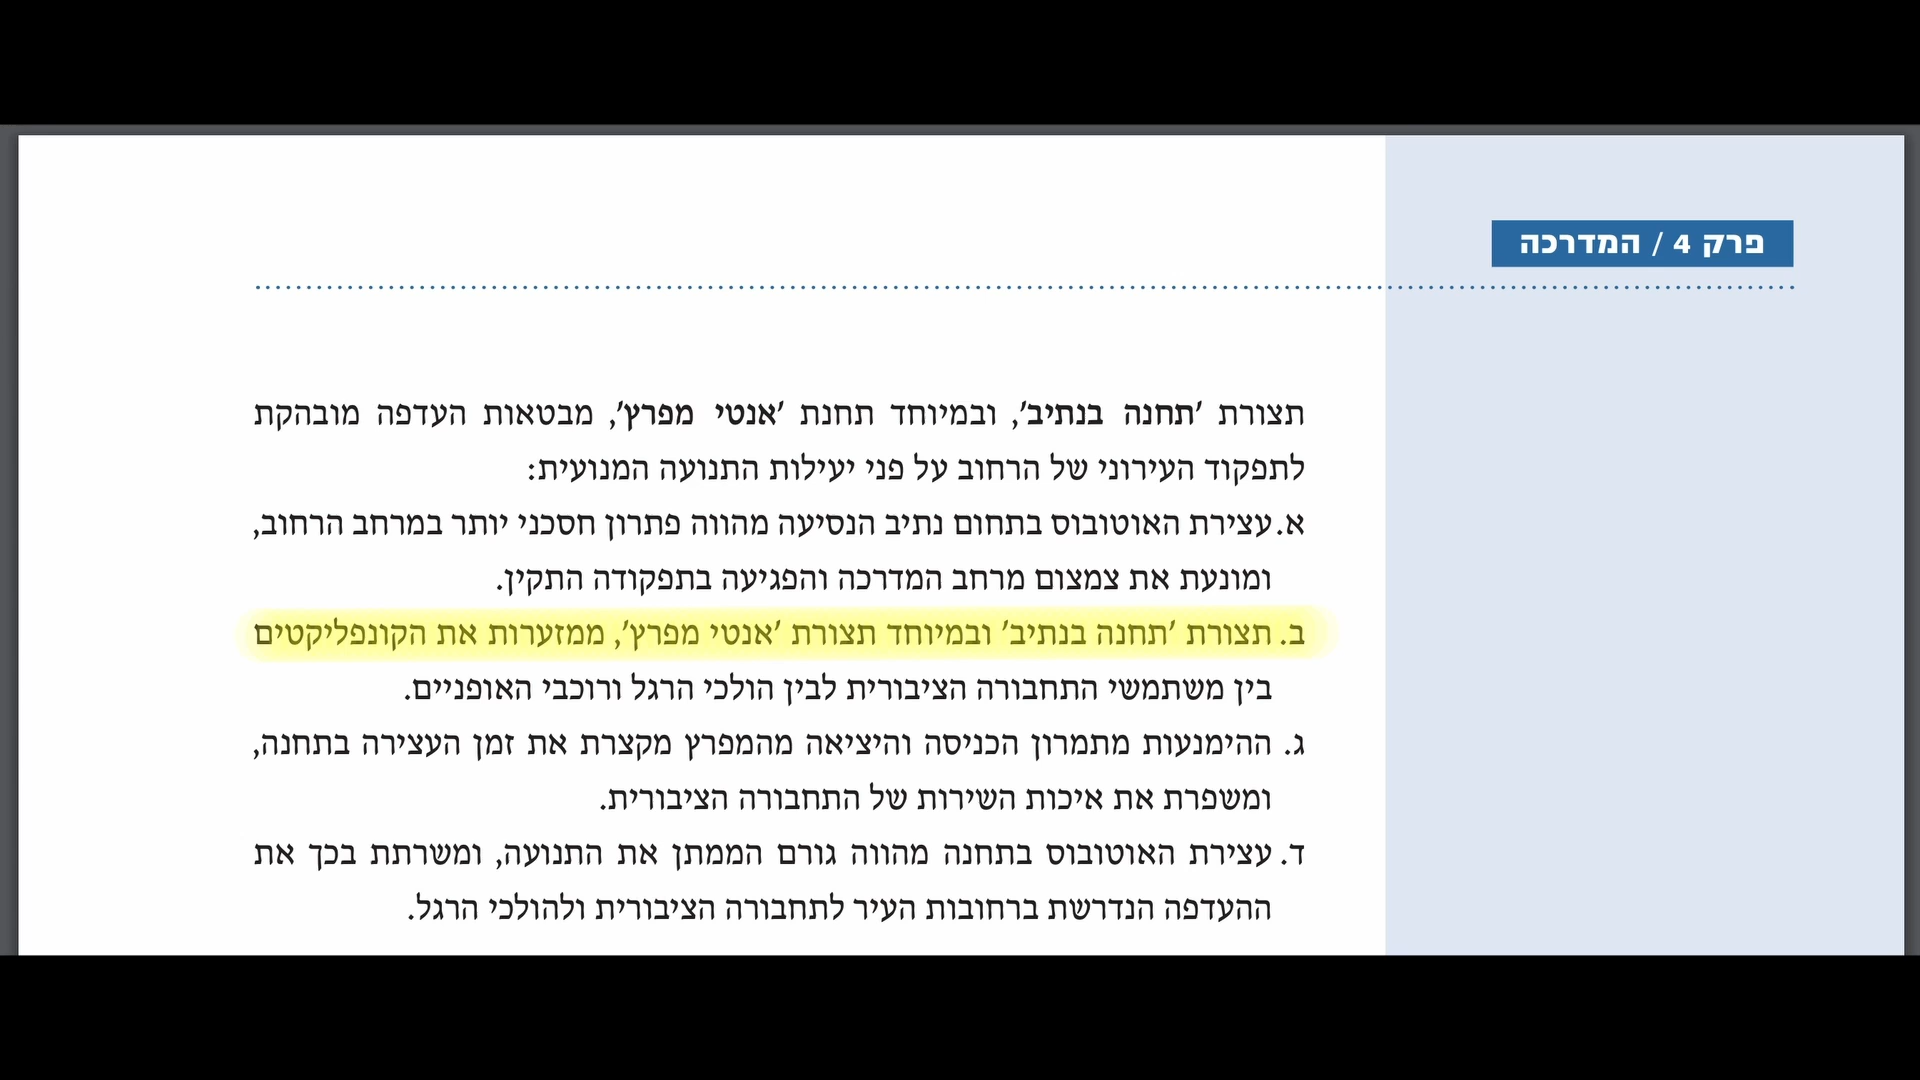 פרק 4 / המדרכה
תצורת 'תחנה בנתיב', ובמיוחד תחנת 'אנטי מפרץ', מבטאות העדפה מובהקת
לתפקוד העירוני של הרחוב על פני יעילות התנועה המנועית:
א. עצירת האוטובוס בתחום נתיב הנסיעה מהווה פתרון חסכני יותר במרחב הרחוב,
ומונעת את צמצום מרחב המדרכה והפגיעה בתפקודה התקין.
ב. תצורת 'תחנה בנתיב' ובמיוחד תצורת 'אנטי מפרץ', ממזערות את הקונפליקטים
בין משתמשי התחבורה הציבורית לבין הולכי הרגל ורוכבי האופניים.
ג. ההימנעות מתמרון הכניסה והיציאה מהמפרץ מקצרת את זמן העצירה בתחנה,
ומשפרת את איכות השירות של התחבורה הציבורית.
ד. עצירת האוטובוס בתחנה מהווה גורם הממתן את התנועה, ומשרתת בכך את
ההעדפה הנדרשת ברחובות העיר לתחבורה הציבורית ולהולכי הרגל.